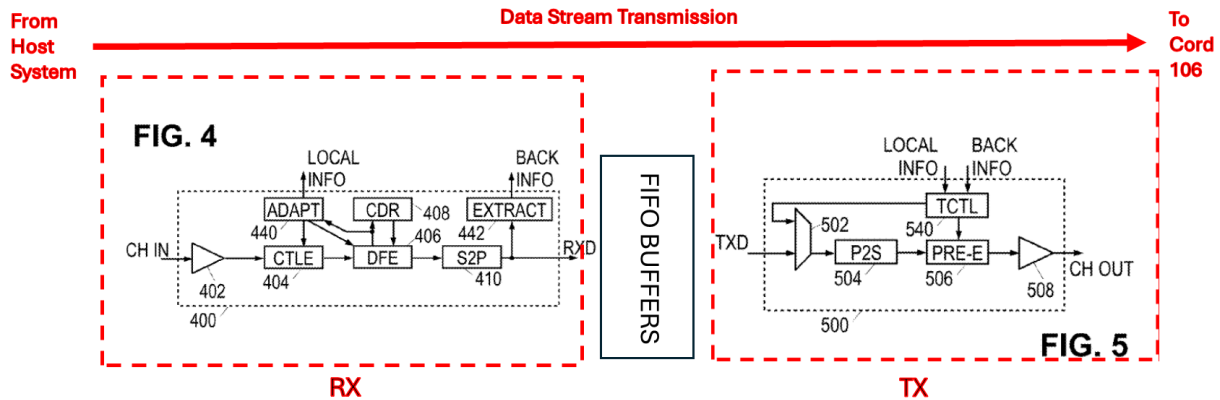 From
Host
System
Data Stream Transmission
To
Cord
106
FIG. 4
LOCAL
INFO
BACK
INFO
ADAPT
440
CDR
408
EXTRACT
442
406
RXD
CH IN
402
CTLE
404
DFE
S2P
410
400
RX
FIFO BUFFERS
LOCAL
INFO
BACK
INFO
TCTL
540
502
TXD
P2S
504
PRE-E
506
508
CH OUT
500
FIG. 5
TX